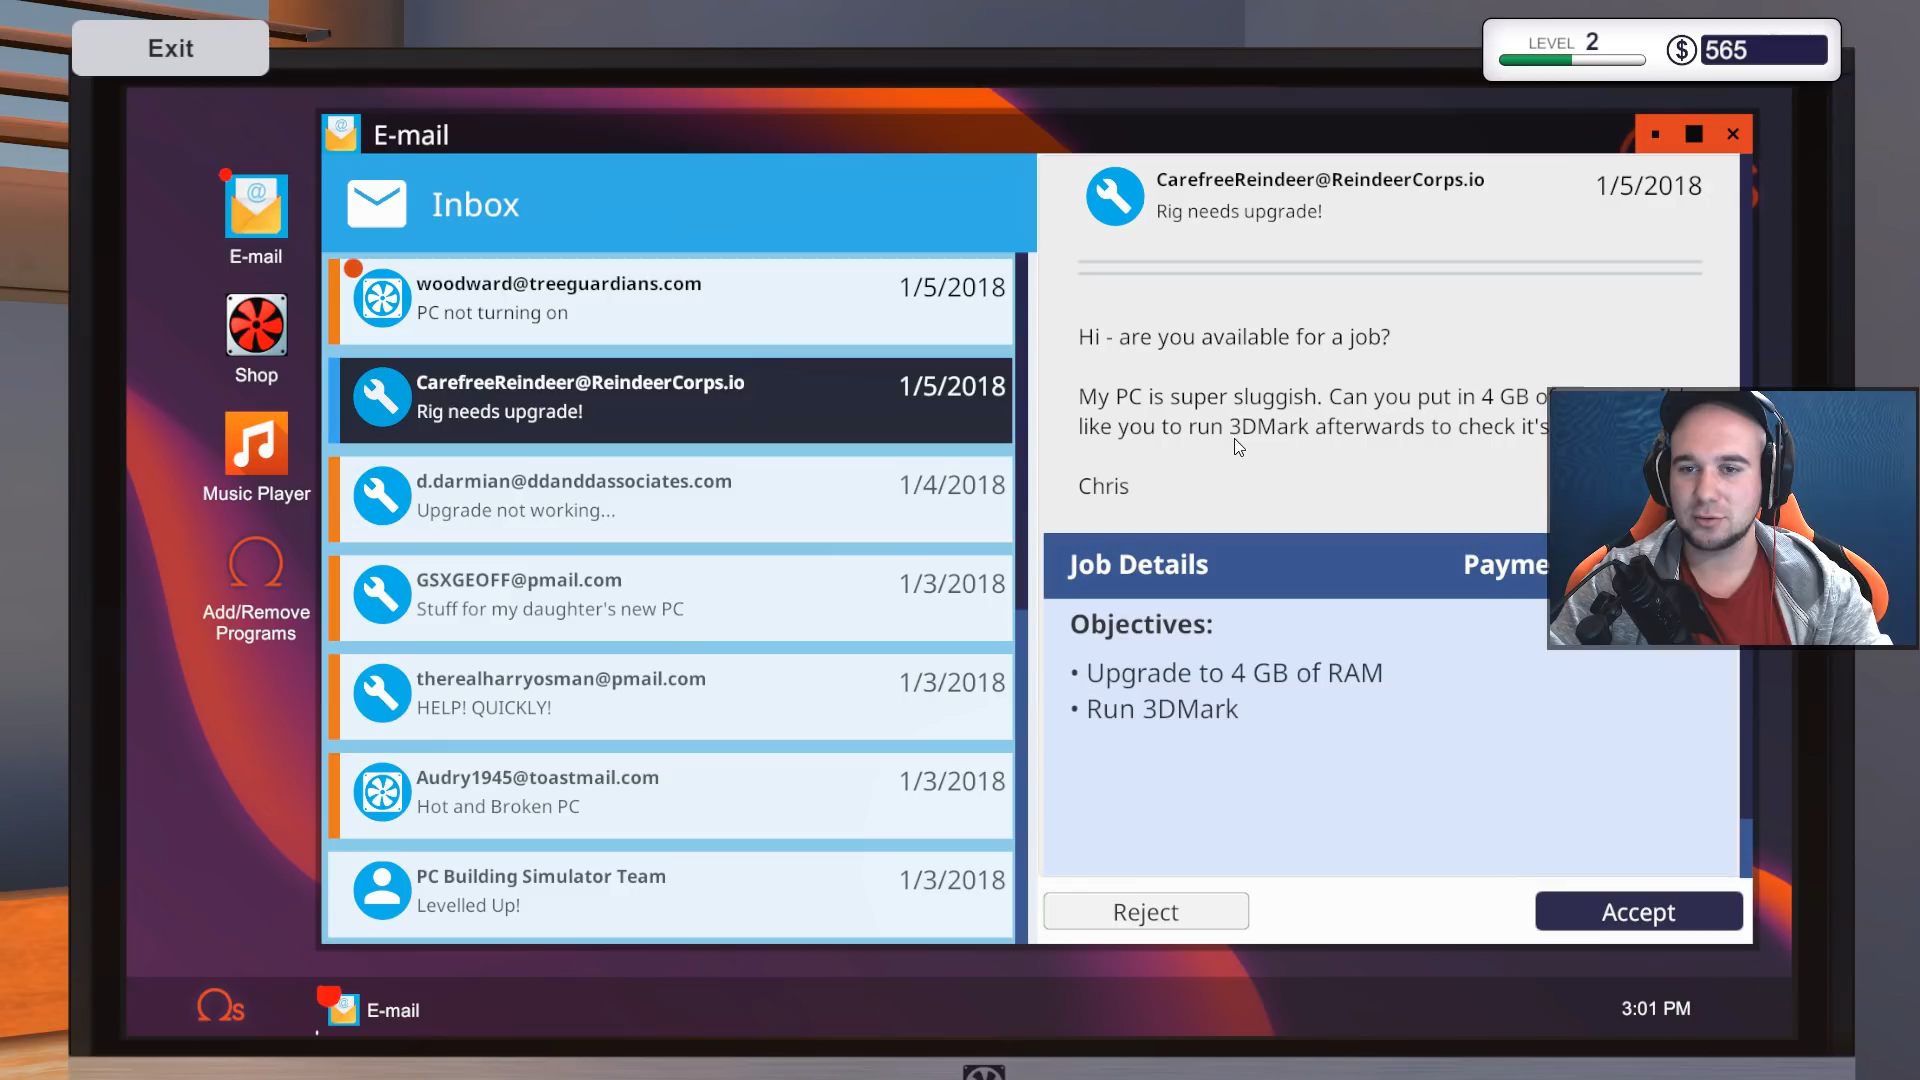 Exit
LEVEL 2
$ 565
E-mail
Inbox
E-mail
Shop
Music Player
Add/Remove
Programs
woodward@treeguardians.com 1/5/2018
PC not turning on
CarefreeReindeer@ReindeerCorps.io 1/5/2018
Rig needs upgrade!
d.darmian@ddanddassociates.com 1/4/2018
Upgrade not working...
GSXGEOFF@pmail.com 1/3/2018
Stuff for my daughter's new PC
therealharryosman@pmail.com 1/3/2018
HELP! QUICKLY!
Audry1945@toastmail.com 1/3/2018
Hot and Broken PC
PC Building Simulator Team 1/3/2018
Levelled Up!
CarefreeReindeer@ReindeerCorps.io 1/5/2018
Rig needs upgrade!
Hi - are you available for a job?
My PC is super sluggish. Can you put in 4 GB
like you to run 3DMark afterwards to check it's
Chris
Job Details
Objectives:
• Upgrade to 4 GB of RAM
• Run 3DMark
Reject
Accept
Ωs
E-mail
3:01 PM